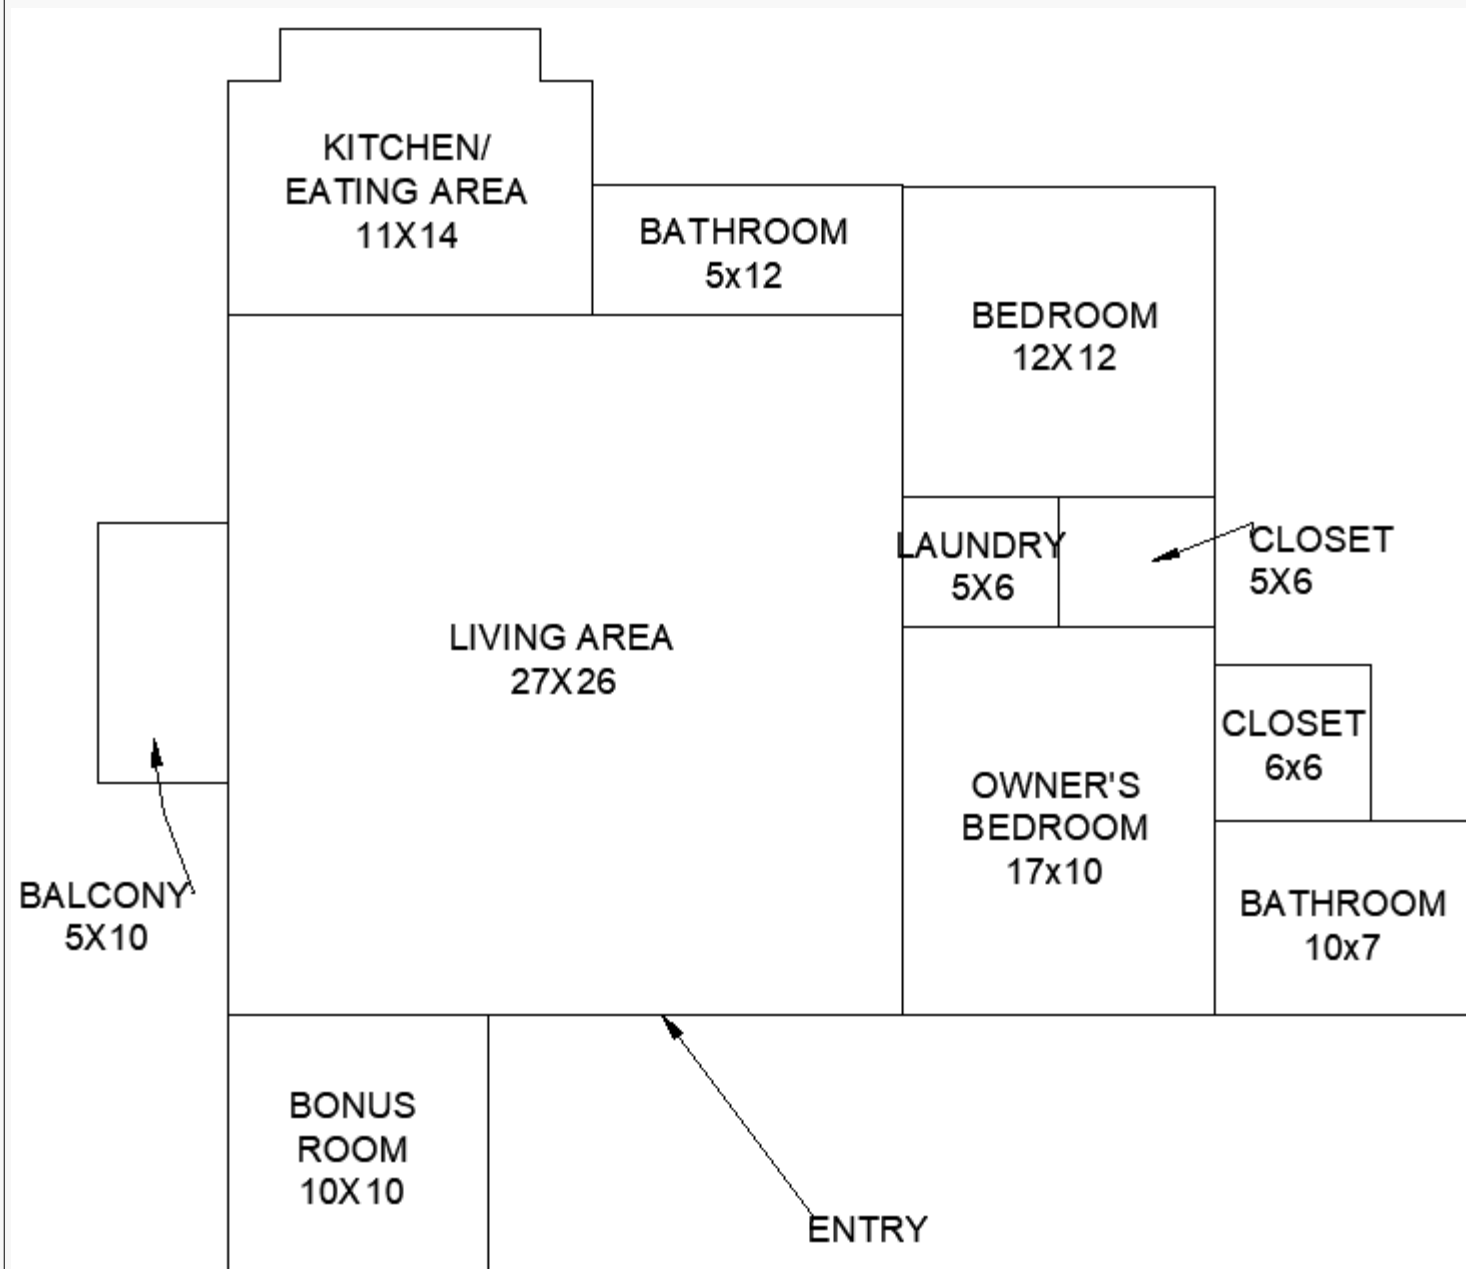 KITCHEN/
EATING AREA
11X14
BATHROOM
5x12
BEDROOM
12X12
LAUNDRY
5X6
CLOSET
5X6
LIVING AREA
27X26
CLOSET
6x6
OWNER'S
BEDROOM
17x10
BALCONY
5X10
BATHROOM
10x7
BONUS
ROOM
10X10
ENTRY